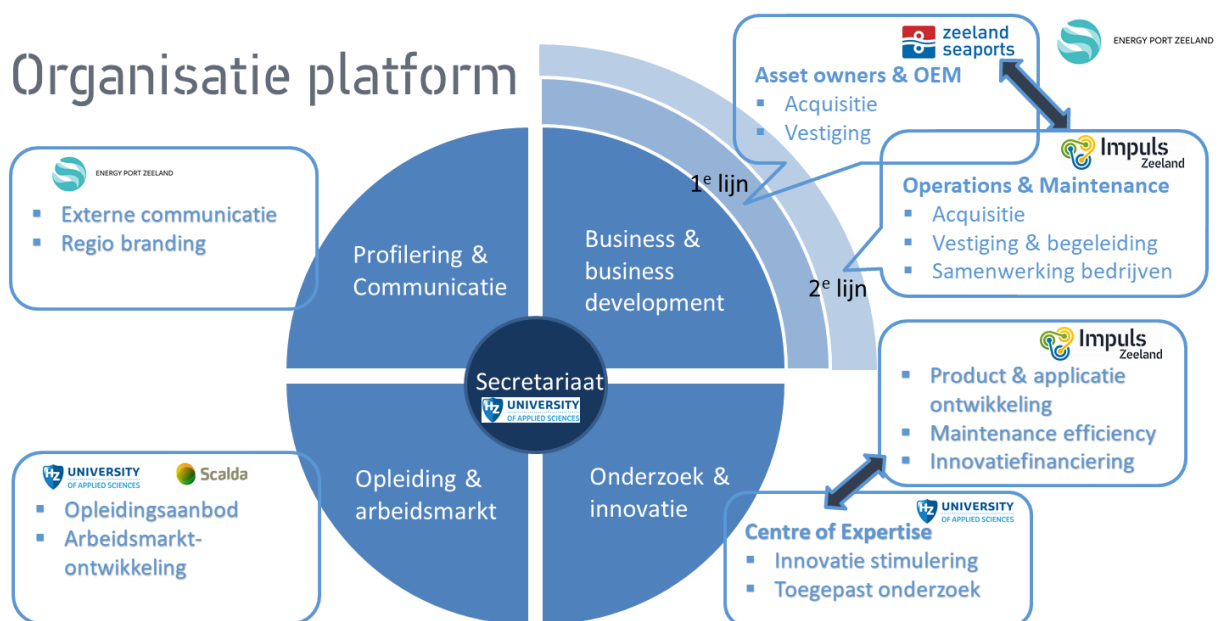 Organisatie platform
zeeland
seaports
ENERGY PORT ZEELAND
Asset owners & OEM
▪ Acquisitie
▪ Vestiging
Impuls
Zeeland
Operations & Maintenance
▪ Acquisitie
▪ Vestiging & begeleiding
▪ Samenwerking bedrijven
1e lijn
2e lijn
ENERGY PORT ZEELAND
▪ Externe communicatie
▪ Regio branding
Profilering &
Communicatie
Business &
business
development
Secretariaat
HZ UNIVERSITY
OF APPLIED SCIENCES
Impuls
Zeeland
▪ Product & applicatie
ontwikkeling
▪ Maintenance efficiency
▪ Innovatiefinanciering
HZ UNIVERSITY
OF APPLIED SCIENCES
Scalda
▪ Opleidingsaanbod
▪ Arbeidsmarkt-
ontwikkeling
Opleiding &
arbeidsmarkt
Onderzoek &
innovatie
HZ UNIVERSITY
OF APPLIED SCIENCES
Centre of Expertise
▪ Innovatie stimulering
▪ Toegepast onderzoek